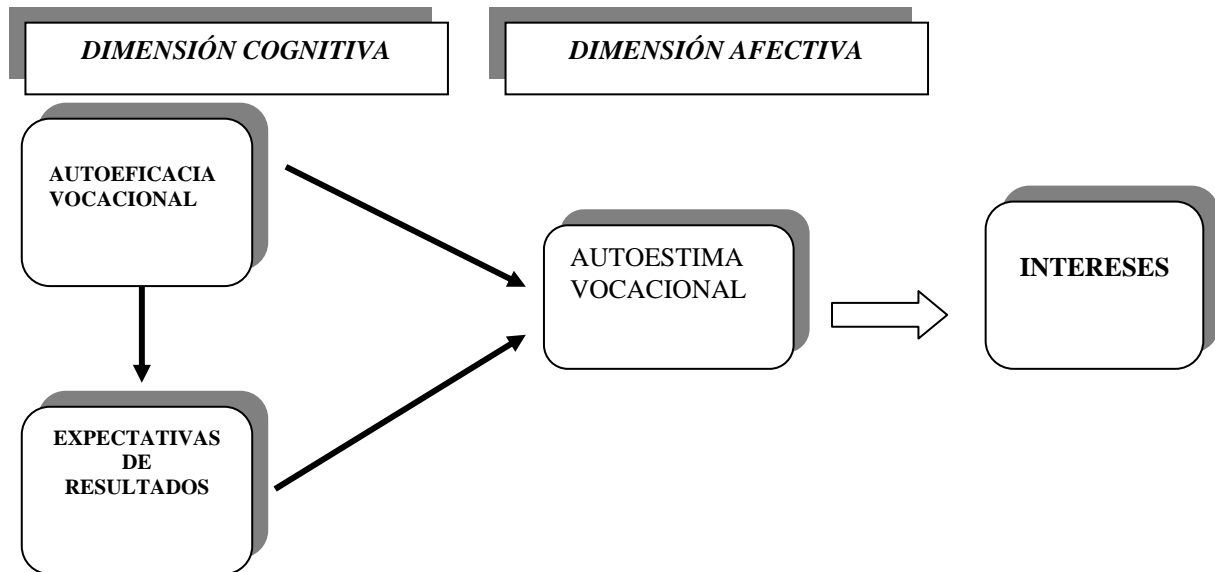 DIMENSIÓN COGNITIVA
DIMENSIÓN AFECTIVA
AUTOEFICACIA
VOCACIONAL
AUTOESTIMA
VOCACIONAL
INTERESES
EXPECTATIVAS
DE
RESULTADOS